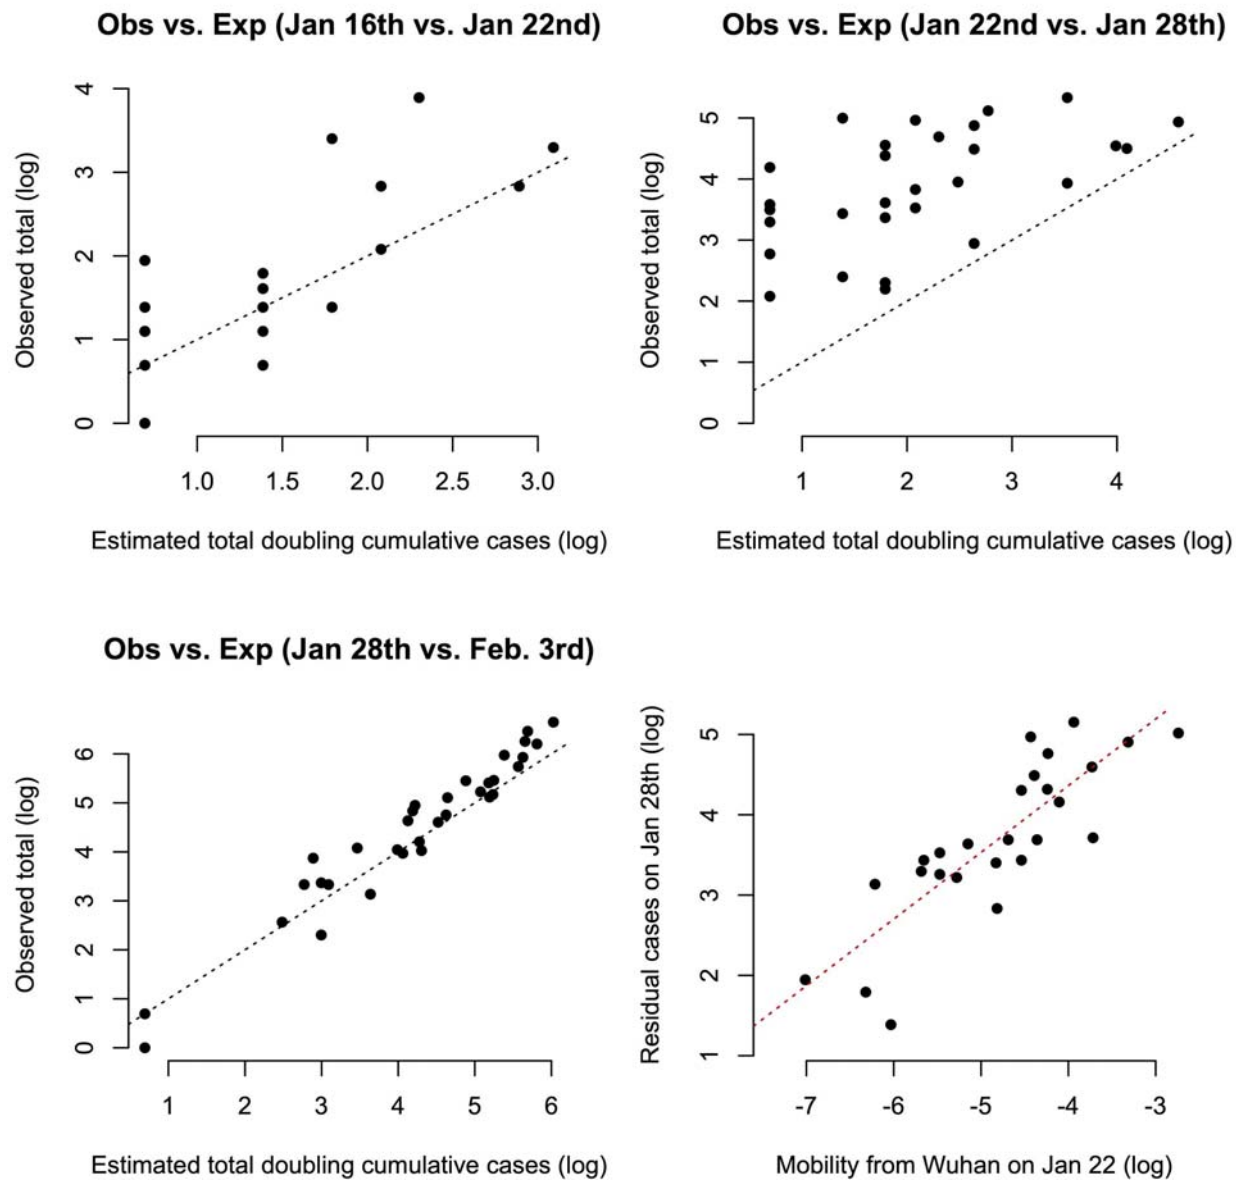 Obs vs. Exp (Jan 16th vs. Jan 22nd)
Observed total (log)
4
3
2
1
0
1.0 1.5 2.0 2.5 3.0
Estimated total doubling cumulative cases (log)
Obs vs. Exp (Jan 22nd vs. Jan 28th)
Observed total (log)
5
4
3
2
1
0
1 2 3 4
Estimated total doubling cumulative cases (log)
Obs vs. Exp (Jan 28th vs. Feb. 3rd)
Observed total (log)
6
5
4
3
2
1
0
1 2 3 4 5 6
Estimated total doubling cumulative cases (log)
Residual cases on Jan 28th (log)
5
4
3
2
1
-7 -6 -5 -4 -3
Mobility from Wuhan on Jan 22 (log)